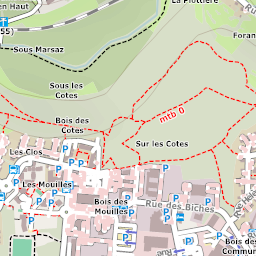 en Haut
55)
La Plottière
Foran
Sous Marsaz
Sous les
Cotes
mtb 0
Bois des
Cotes
Sur les Cotes
Les Clos
Les Mouilles
Bois des
Mouilles
Rue des Biches
Rue
Bois des
Commun